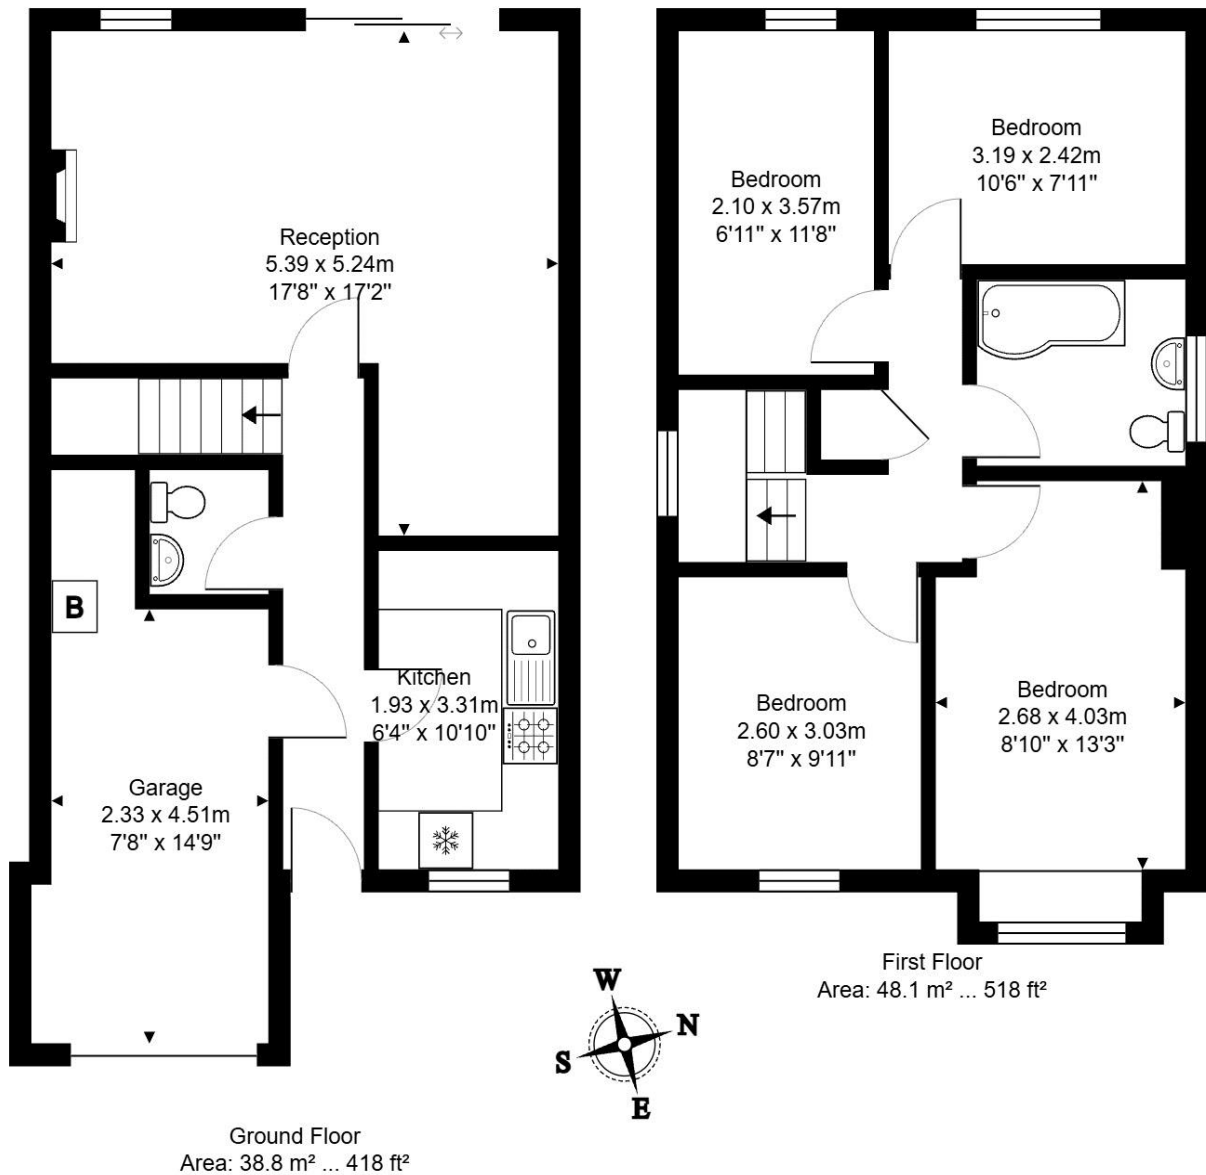 Reception
5.39 x 5.24m
17'8" x 17'2"
B
Kitchen
1.93 x 3.31m
6'4" x 10'10"
Garage
2.33 x 4.51m
7'8" x 14'9"
Ground Floor
Area: 38.8 m² ... 418 ft²
Bedroom
2.10 x 3.57m
6'11" x 11'8"
Bedroom
3.19 x 2.42m
10'6" x 7'11"
Bedroom
2.60 x 3.03m
8'7" x 9'11"
Bedroom
2.68 x 4.03m
8'10" x 13'3"
First Floor
Area: 48.1 m² ... 518 ft²
W
N
S
E